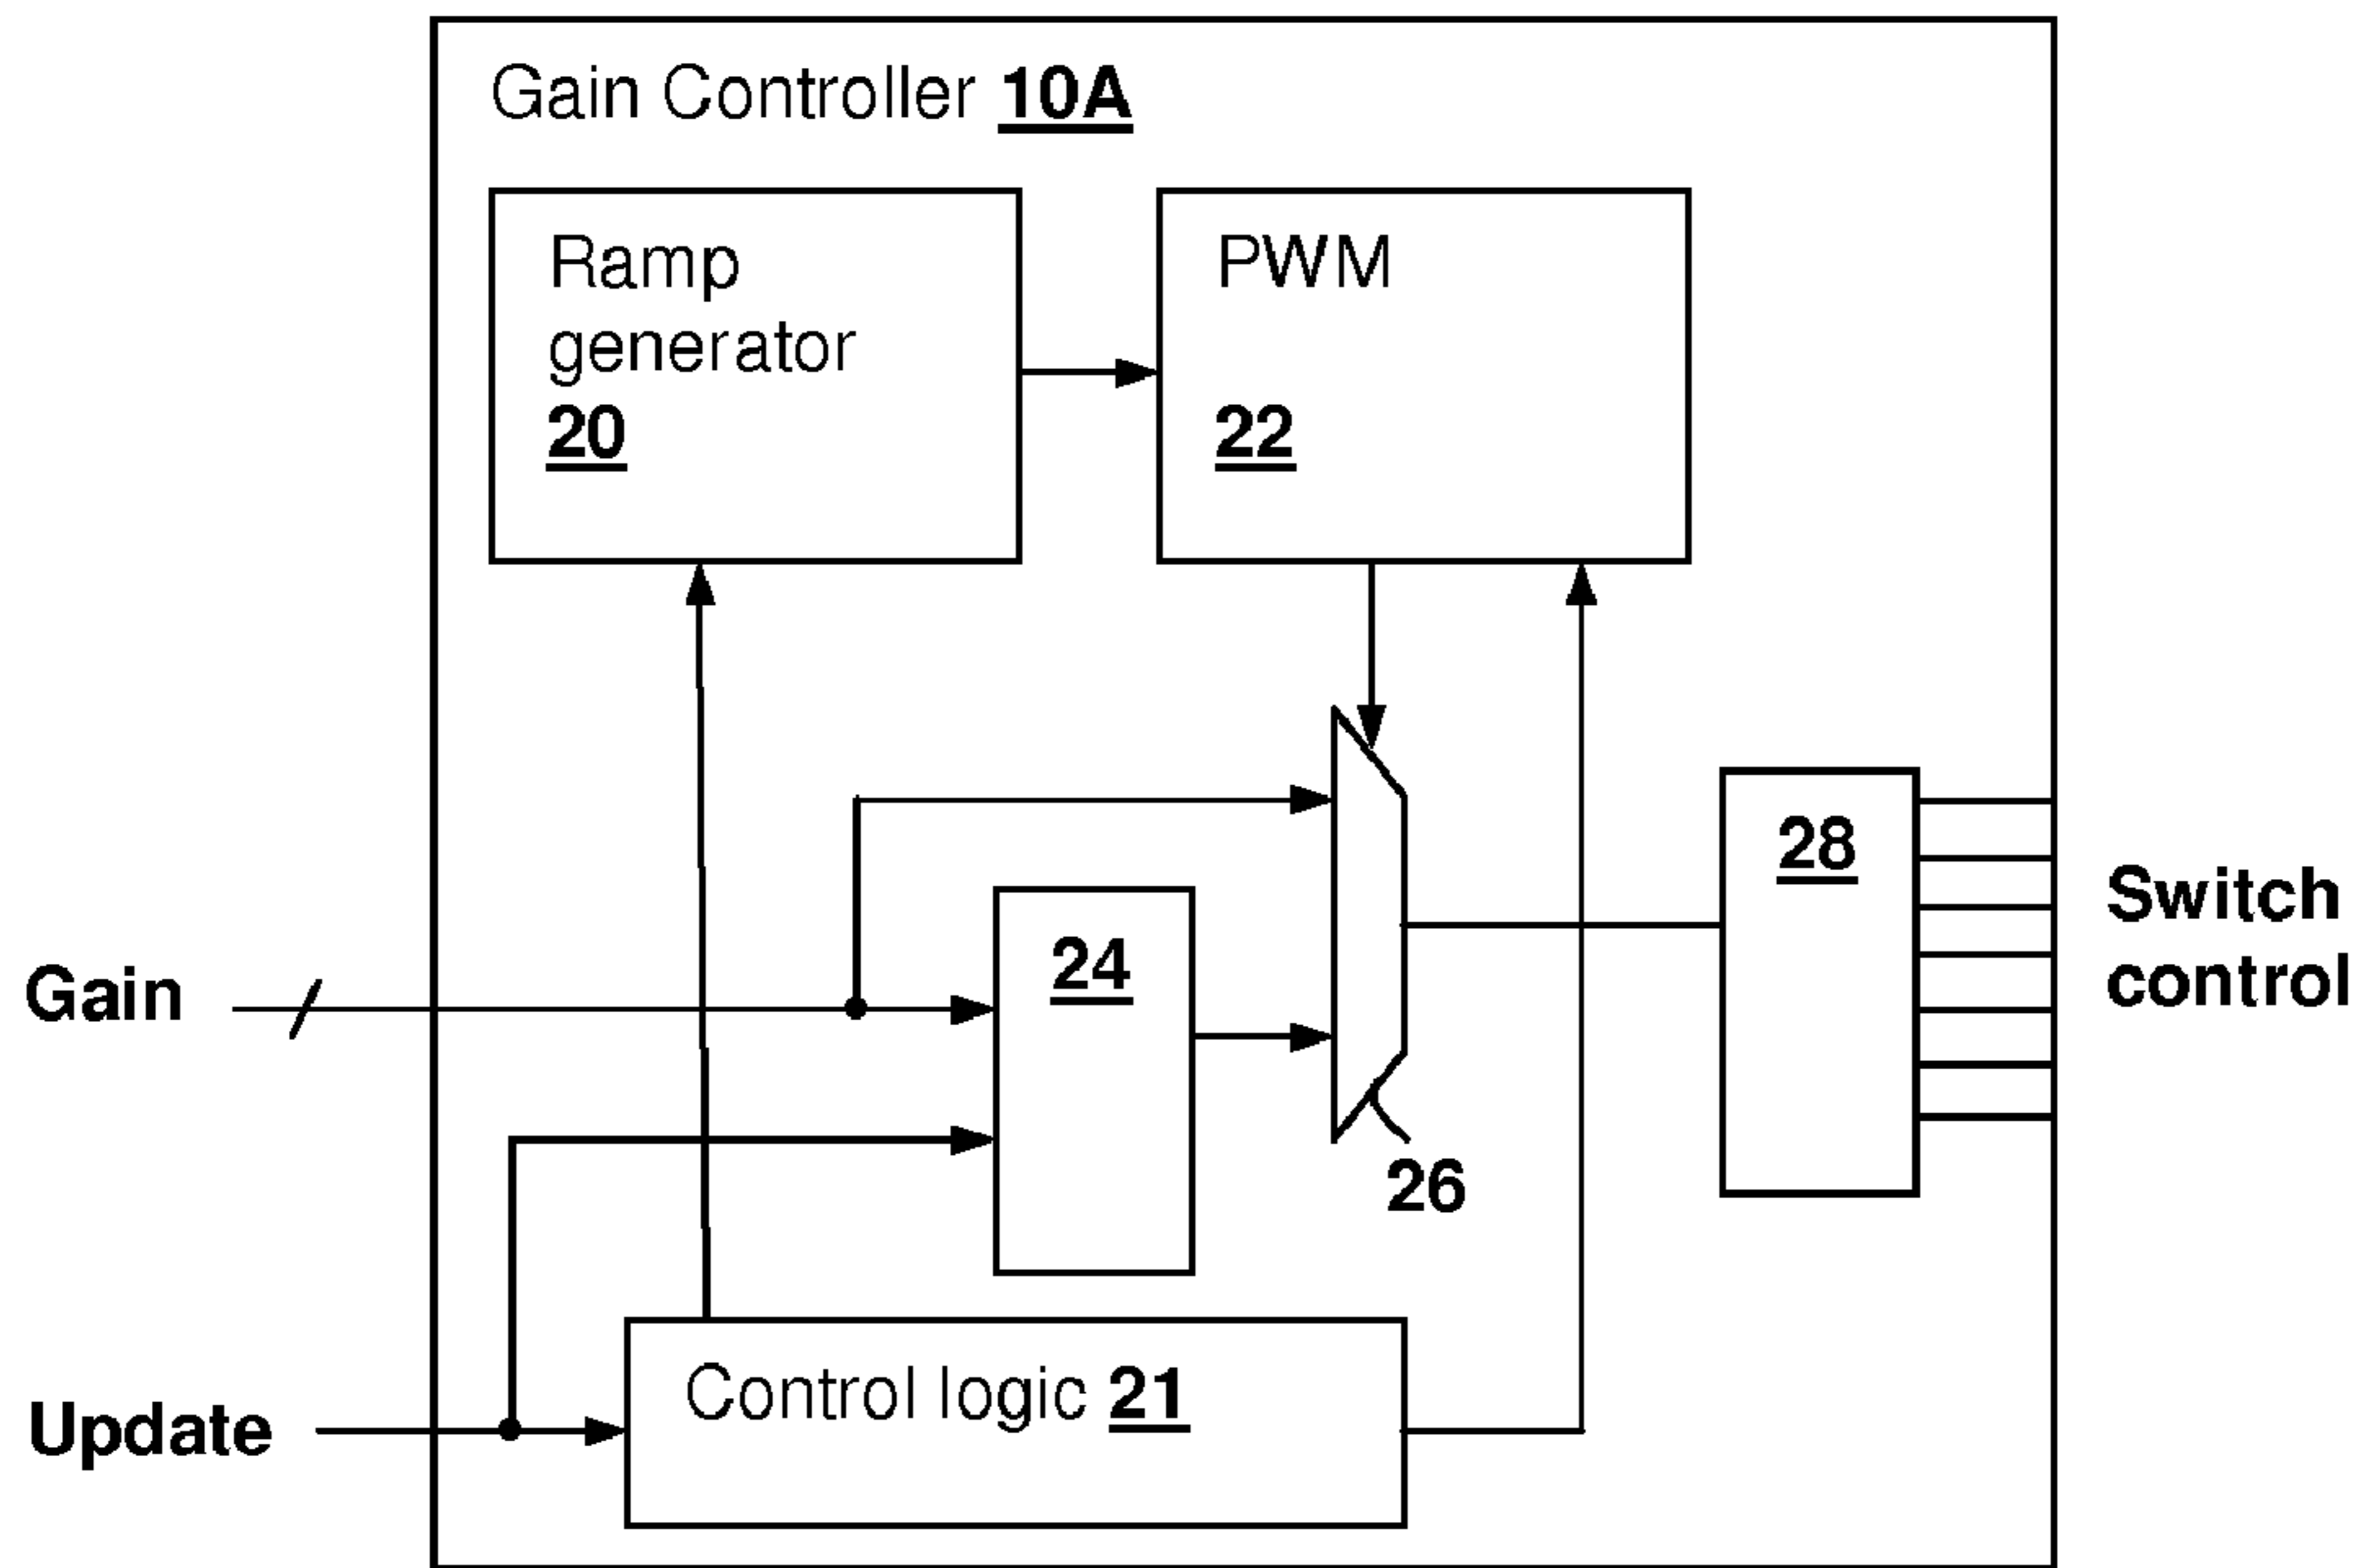 Gain Controller 10A
Ramp
generator
20
PWM
22
28
Switch
control
24
Gain
26
Control logic 21
Update